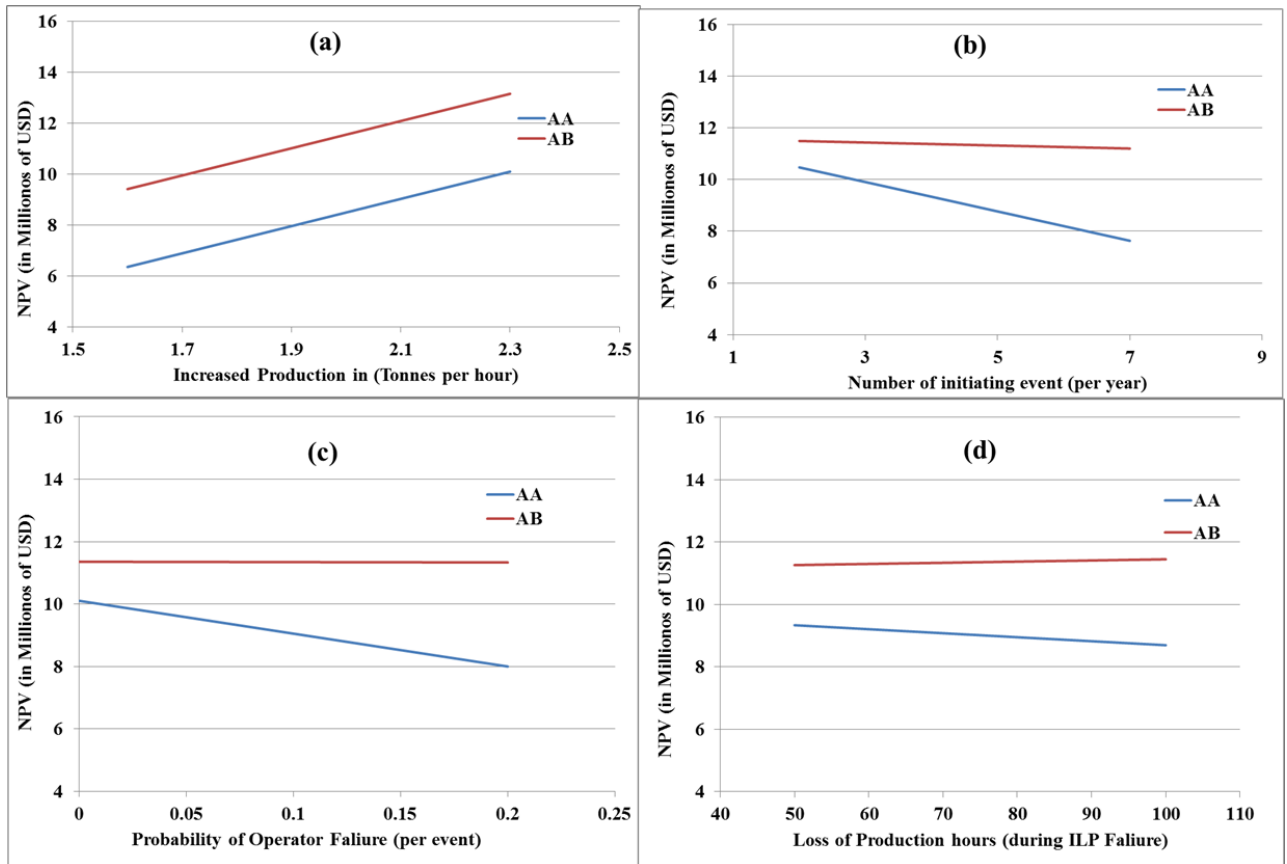 (a)
16
14
12
10
8
6
4
NPV (in Millionos of USD)
AA
AB
1.5 1.7 1.9 2.1 2.3 2.5
Increased Production in (Tonnes per hour)
(b)
16
14
12
10
8
6
4
NPV (in Millionos of USD)
AA
AB
1 3 5 7 9
Number of initiating event (per year)
(c)
16
14
12
10
8
6
4
NPV (in Millionos of USD)
AA
AB
0 0.05 0.1 0.15 0.2 0.25
Probability of Operator Faliure (per event)
(d)
16
14
12
10
8
6
4
NPV (in Millionos of USD)
AA
AB
40 50 60 70 80 90 100 110
Loss of Production hours (during ILP Faliure)